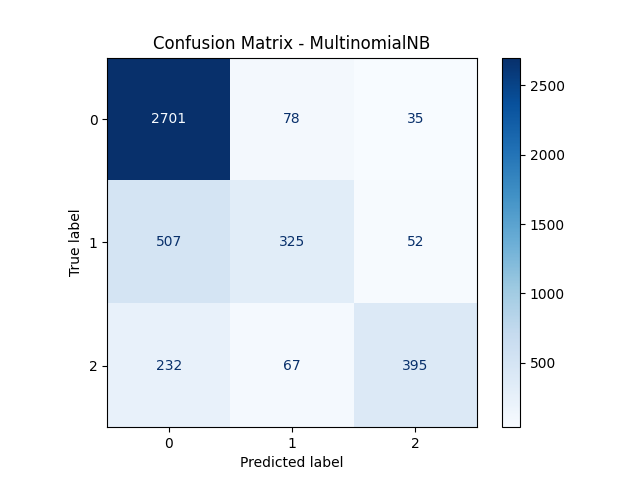 Confusion Matrix - MultinomialNB
0 2701 78 35
1 507 325 52
2 232 67 395
0 1 2
Predicted label
True label
2500
2000
1500
1000
500